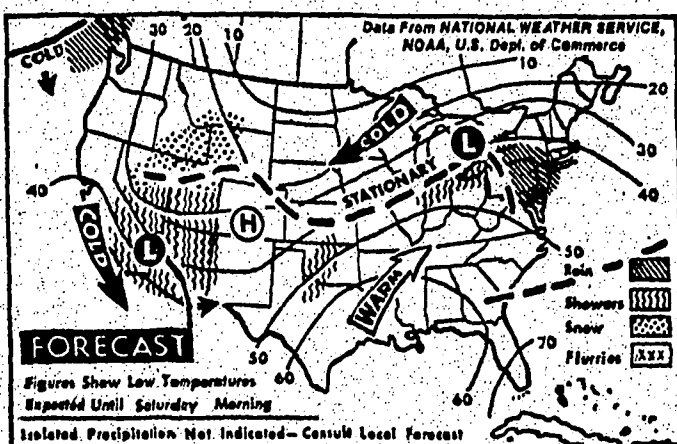 Data From NATIONAL WEATHER SERVICE,
NOAA, U.S. Dept. of Commerce
COLD
30
20
10
10
20
COLD
L
30
40
STATIONARY
40
H
COLD
L
50
WARM
Rain
Showers
Snow
Flurries XXX
FORECAST
50
60
60
70
Figures Show Low Temperatures
Expected Until Saturday Morning
Isolated Precipitation Not Indicated – Consult Local Forecast